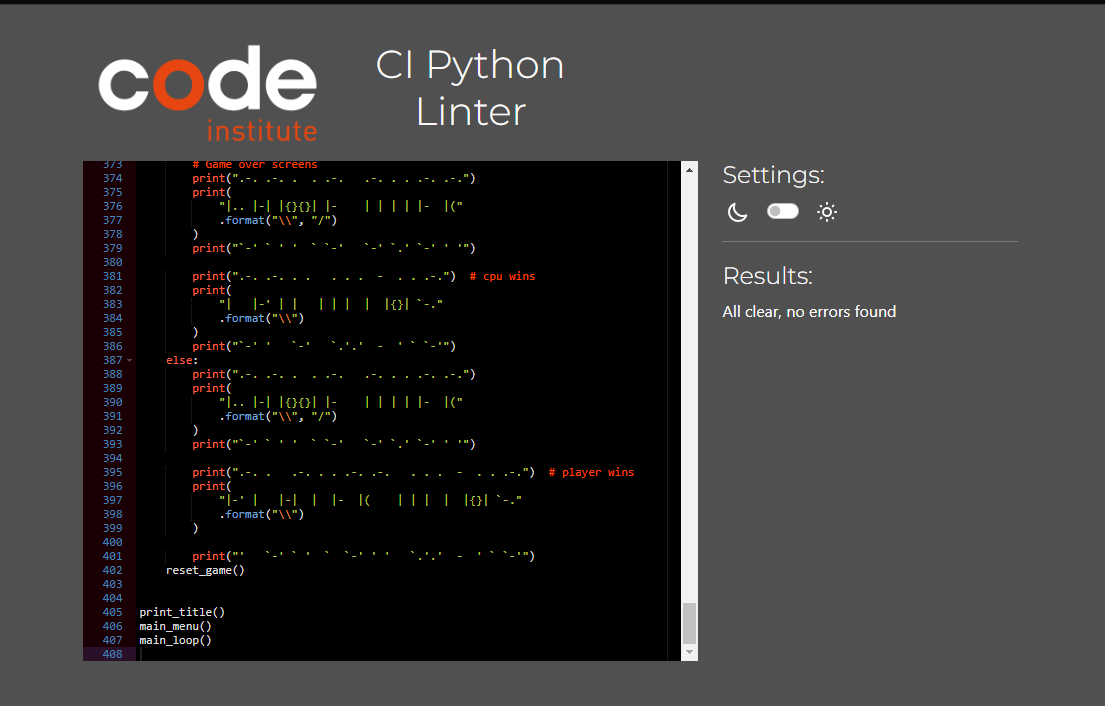 code
institute
CI Python
Linter
373 # Game over screens
374 print(".-. .-. . . .-. .-. . . .-. .-.")
375 print(
376 "|.. |-| |{}{}| |- | | | | |- |("
377 .format("\\", "/")
378 )
379 print("`-' ` ' ' ` `-' `-' `.' `-' ' '")
380
381 print(".-. .-. . . . . . - . . .-.") # cpu wins
382 print(
383 "| |-' | | | | | | |{}| `-."
384 .format("\\")
385 )
386 print("`-' ' `-' `.'.' - ' ` `-'")
387 else:
388 print(".-. .-. . . .-. .-. . . .-. .-.")
389 print(
390 "|.. |-| |{}{}| |- | | | | |- |("
391 .format("\\", "/")
392 )
393 print("`-' ` ' ' ` `-' `-' `.' `-' ' '")
394
395 print(".-. . .-. . . .-. .-. . . . - . . .-.") # player wins
396 print(
397 "|-' | |-| | |- |( | | | | |{}| `-."
398 .format("\\")
399 )
400
401 print("' `-' ` ' ` `-' ' ' `.'.' - ' ` `-'")
402 reset_game()
403
404
405 print_title()
406 main_menu()
407 main_loop()
408
Settings:
Results:
All clear, no errors found